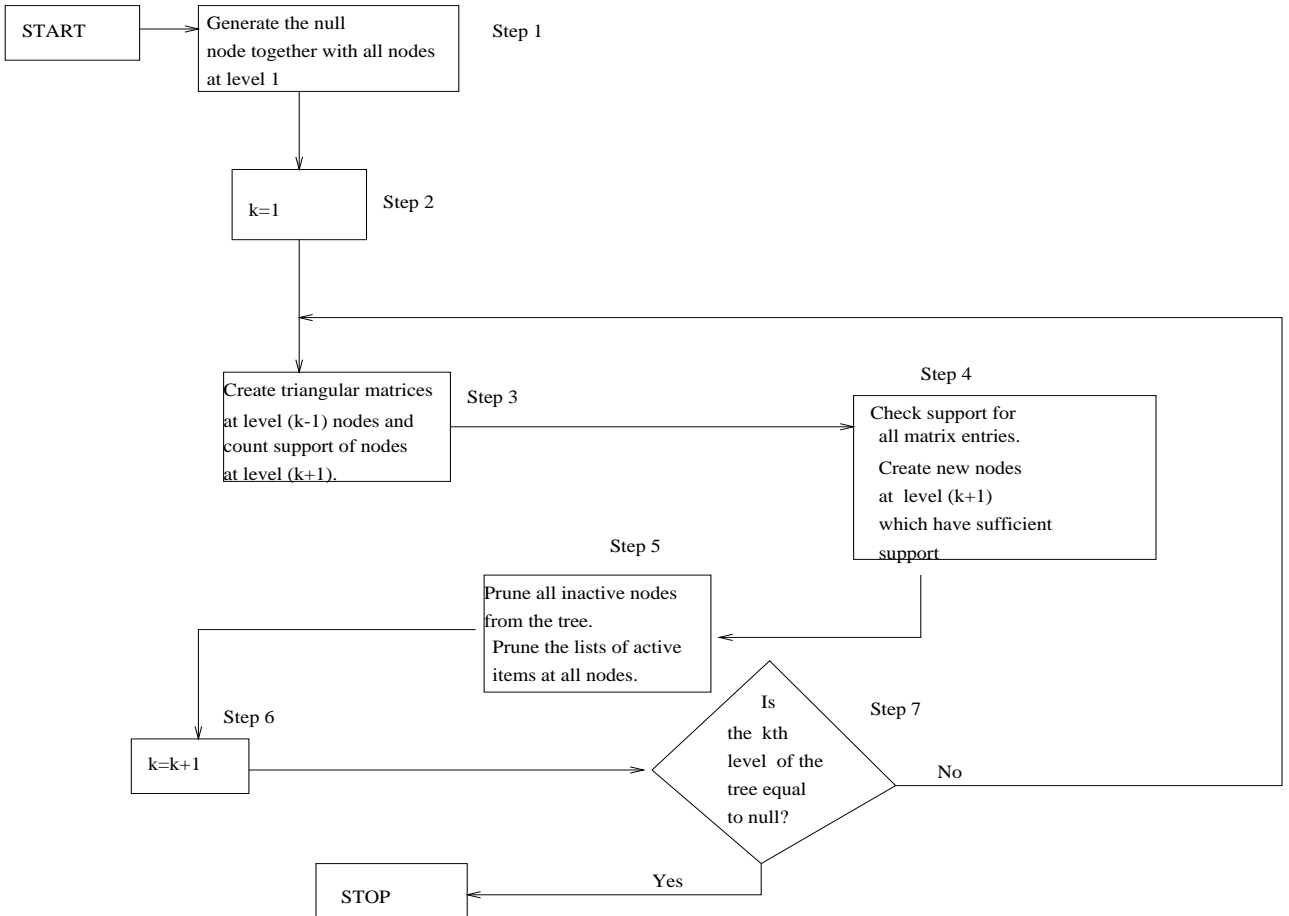 START
Generate the null
node together with all nodes
at level 1
Step 1
k=1
Step 2
Create triangular matrices
at level (k-1) nodes and
count support of nodes
at level (k+1).
Step 3
Step 4
Check support for
all matrix entries.
Create new nodes
at level (k+1)
which have sufficient
support
Step 5
Prune all inactive nodes
from the tree.
Prune the lists of active
items at all nodes.
Step 6
k=k+1
Is
the kth
level of the
tree equal
to null?
Step 7
No
Yes
STOP